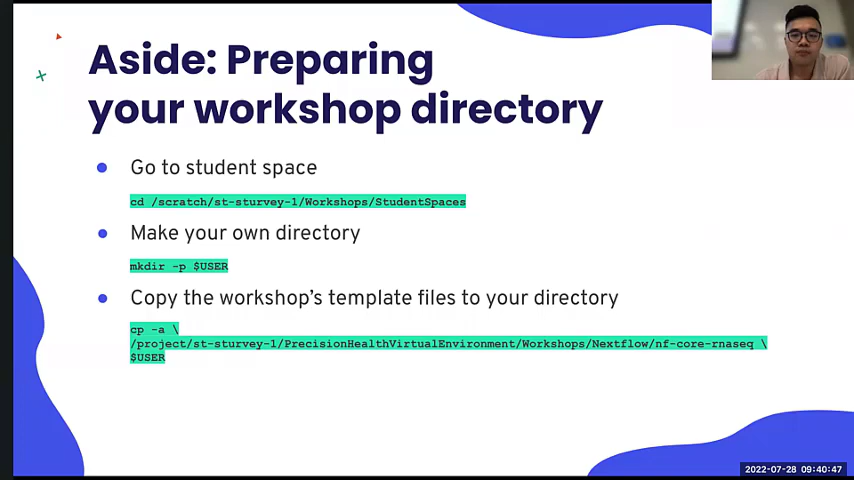 Aside: Preparing
your workshop directory
Go to student space
cd /scratch/st-sturvey-1/Workshops/StudentSpaces
Make your own directory
mkdir -p $USER
Copy the workshop's template files to your directory
cp -a \
/project/st-sturvey-1/PrecisionHealthVirtualEnvironment/Workshops/Nextflow/nf-core-rnaseq \
$USER
2022-07-28 09:40:47